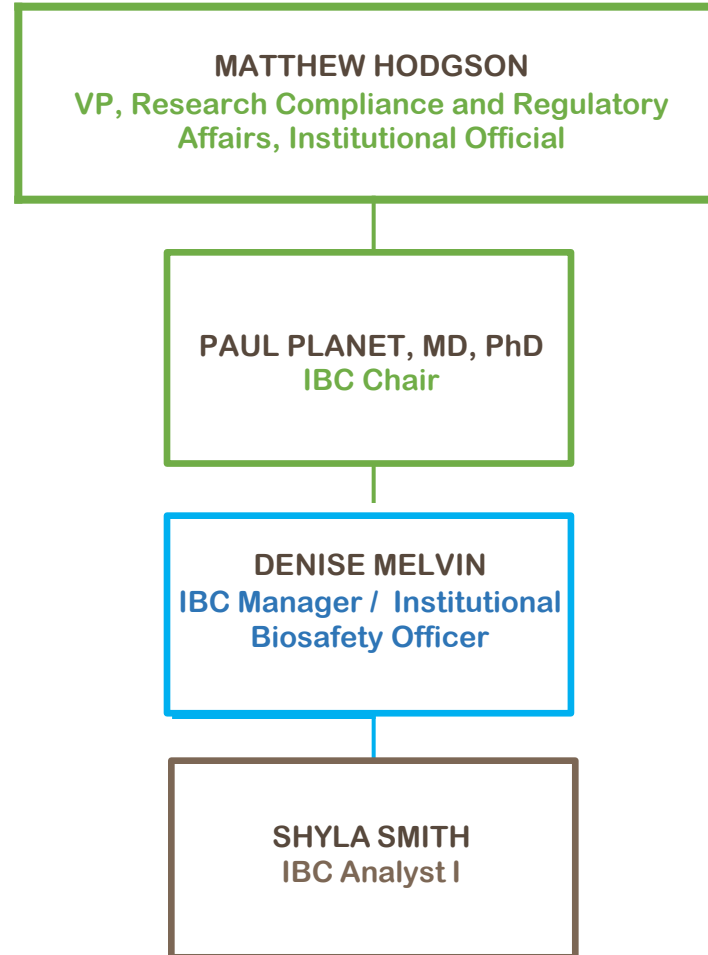 MATTHEW HODGSON
VP, Research Compliance and Regulatory
Affairs, Institutional Official
PAUL PLANET, MD, PhD
IBC Chair
DENISE MELVIN
IBC Manager / Institutional
Biosafety Officer
SHYLA SMITH
IBC Analyst I